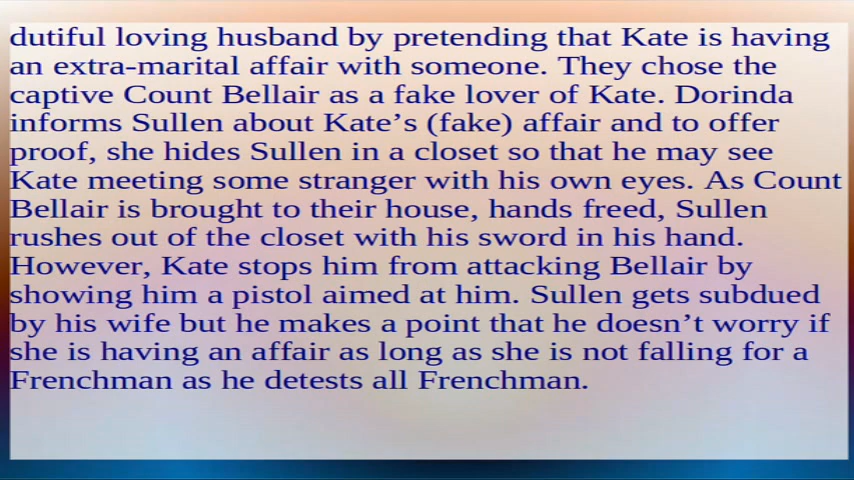 dutiful loving husband by pretending that Kate is having
an extra-marital affair with someone. They chose the
captive Count Bellair as a fake lover of Kate. Dorinda
informs Sullen about Kate’s (fake) affair and to offer
proof, she hides Sullen in a closet so that he may see
Kate meeting some stranger with his own eyes. As Count
Bellair is brought to their house, hands freed, Sullen
rushes out of the closet with his sword in his hand.
However, Kate stops him from attacking Bellair by
showing him a pistol aimed at him. Sullen gets subdued
by his wife but he makes a point that he doesn’t worry if
she is having an affair as long as she is not falling for a
Frenchman as he detests all Frenchman.